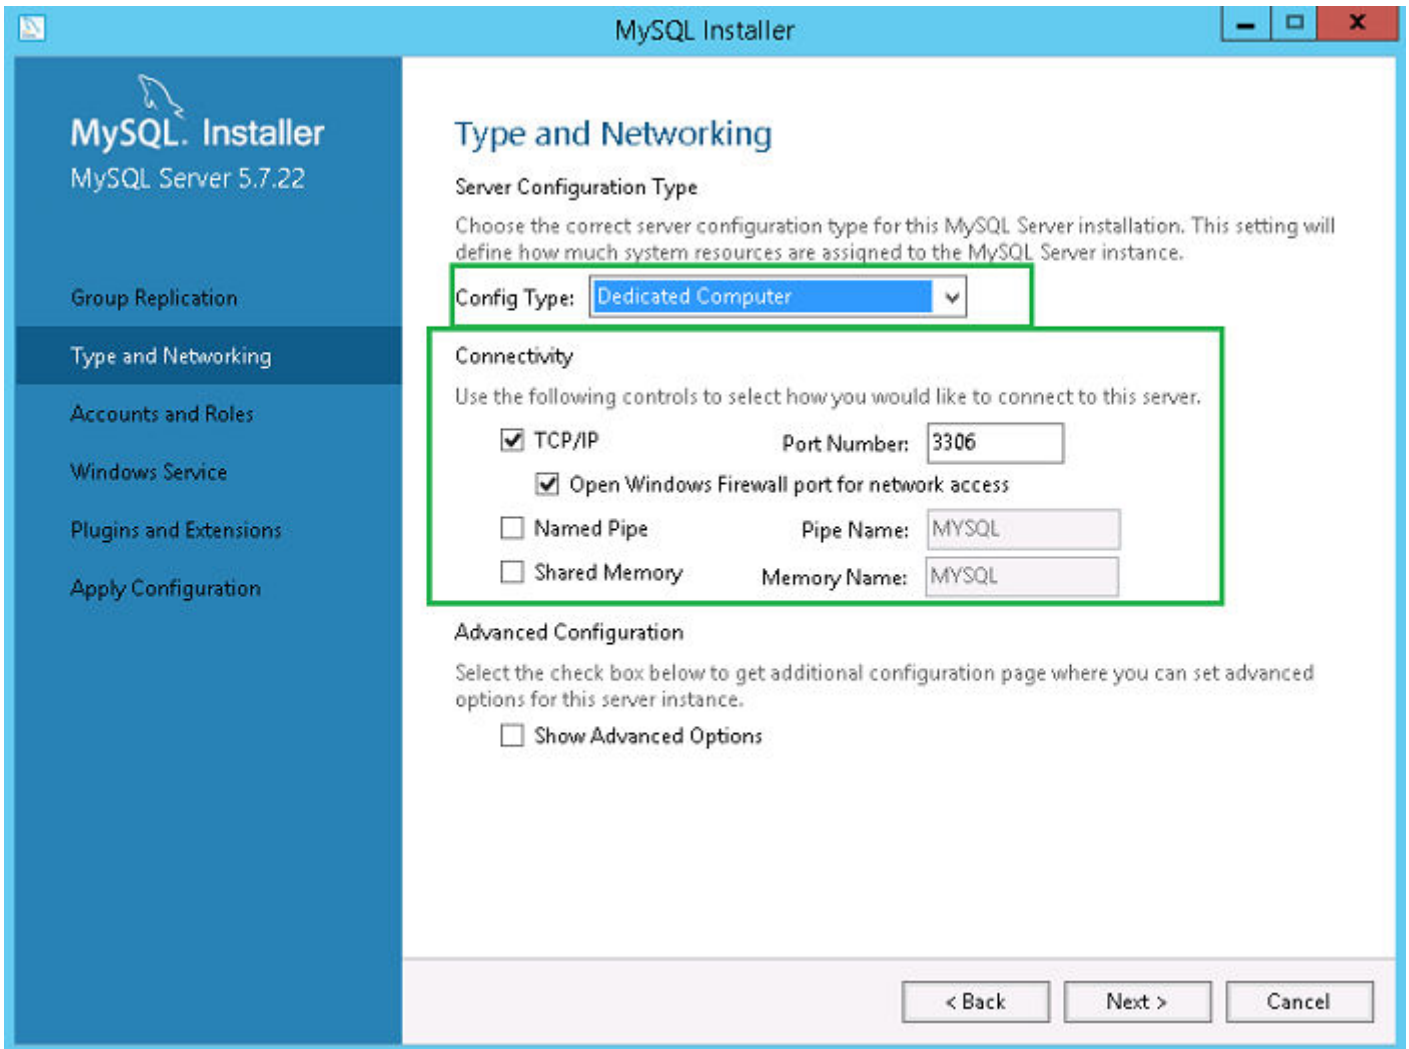 MySQL Installer
MySQL. Installer
MySQL Server 5.7.22
Group Replication
Type and Networking
Accounts and Roles
Windows Service
Plugins and Extensions
Apply Configuration
Type and Networking
Server Configuration Type
Choose the correct server configuration type for this MySQL Server installation. This setting will
define how much system resources are assigned to the MySQL Server instance.
Config Type: Dedicated Computer
Connectivity
Use the following controls to select how you would like to connect to this server.
TCP/IP Port Number: 3306
Open Windows Firewall port for network access
Named Pipe Pipe Name: MYSQL
Shared Memory Memory Name: MYSQL
Advanced Configuration
Select the check box below to get additional configuration page where you can set advanced
options for this server instance.
Show Advanced Options
< Back Next > Cancel